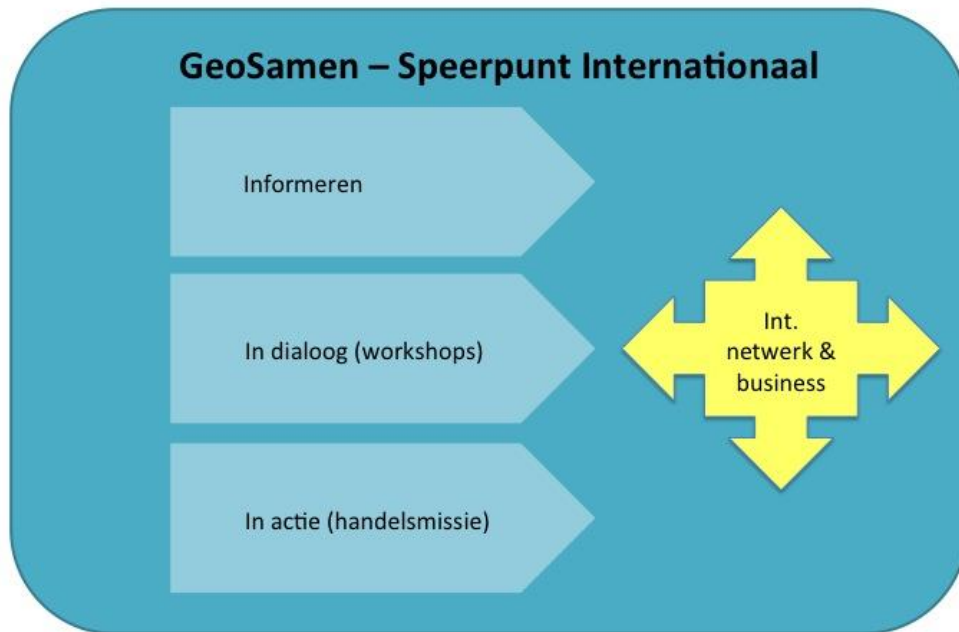 GeoSamen – Speerpunt Internationaal
Informeren
In dialoog (workshops)
In actie (handelsmissie)
Int.
netwerk &
business